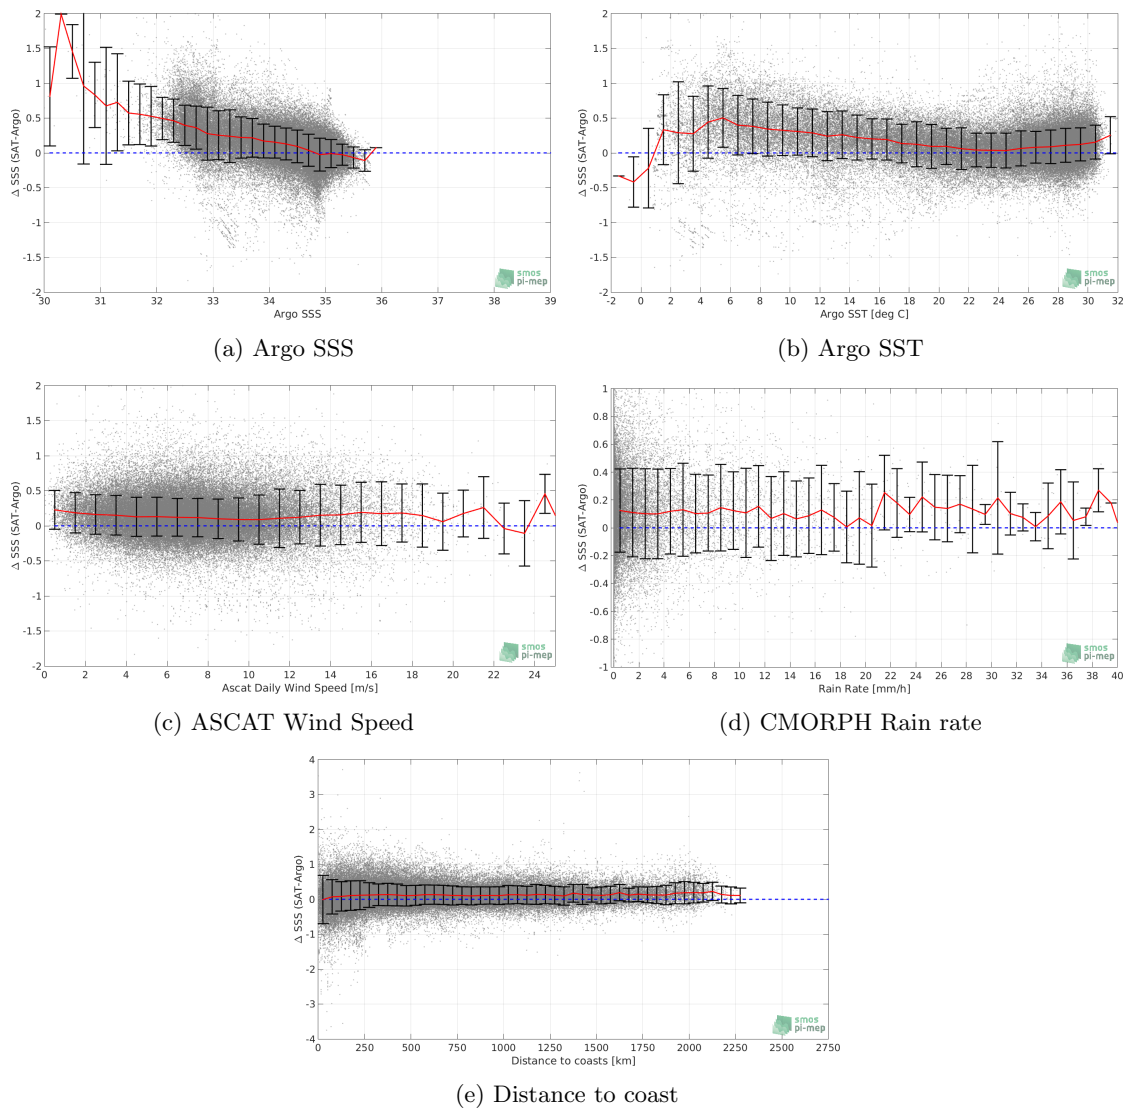 2
1.5
1
0.5
0
-0.5
-1
-1.5
-2
Δ SSS (SAT-Argo)
30 31 32 33 34 35 36 37 38 39
Argo SSS
smos
pi-mep
(a) Argo SSS
2
1.5
1
0.5
0
-0.5
-1
-1.5
-2
Δ SSS (SAT-Argo)
-2 0 2 4 6 8 10 12 14 16 18 20 22 24 26 28 30 32
Argo SST [deg C]
smos
pi-mep
(b) Argo SST
2
1.5
1
0.5
0
-0.5
-1
-1.5
-2
Δ SSS (SAT-Argo)
0 2 4 6 8 10 12 14 16 18 20 22 24
Ascat Daily Wind Speed [m/s]
smos
pi-mep
(c) ASCAT Wind Speed
1
0.8
0.6
0.4
0.2
0
-0.2
-0.4
-0.6
-0.8
-1
Δ SSS (SAT-Argo)
0 2 4 6 8 10 12 14 16 18 20 22 24 26 28 30 32 34 36 38 40
Rain Rate [mm/h]
smos
pi-mep
(d) CMORPH Rain rate
4
3
2
1
0
-1
-2
-3
-4
Δ SSS (SAT-Argo)
0 250 500 750 1000 1250 1500 1750 2000 2250 2500 2750
Distance to coasts [km]
smos
pi-mep
(e) Distance to coast